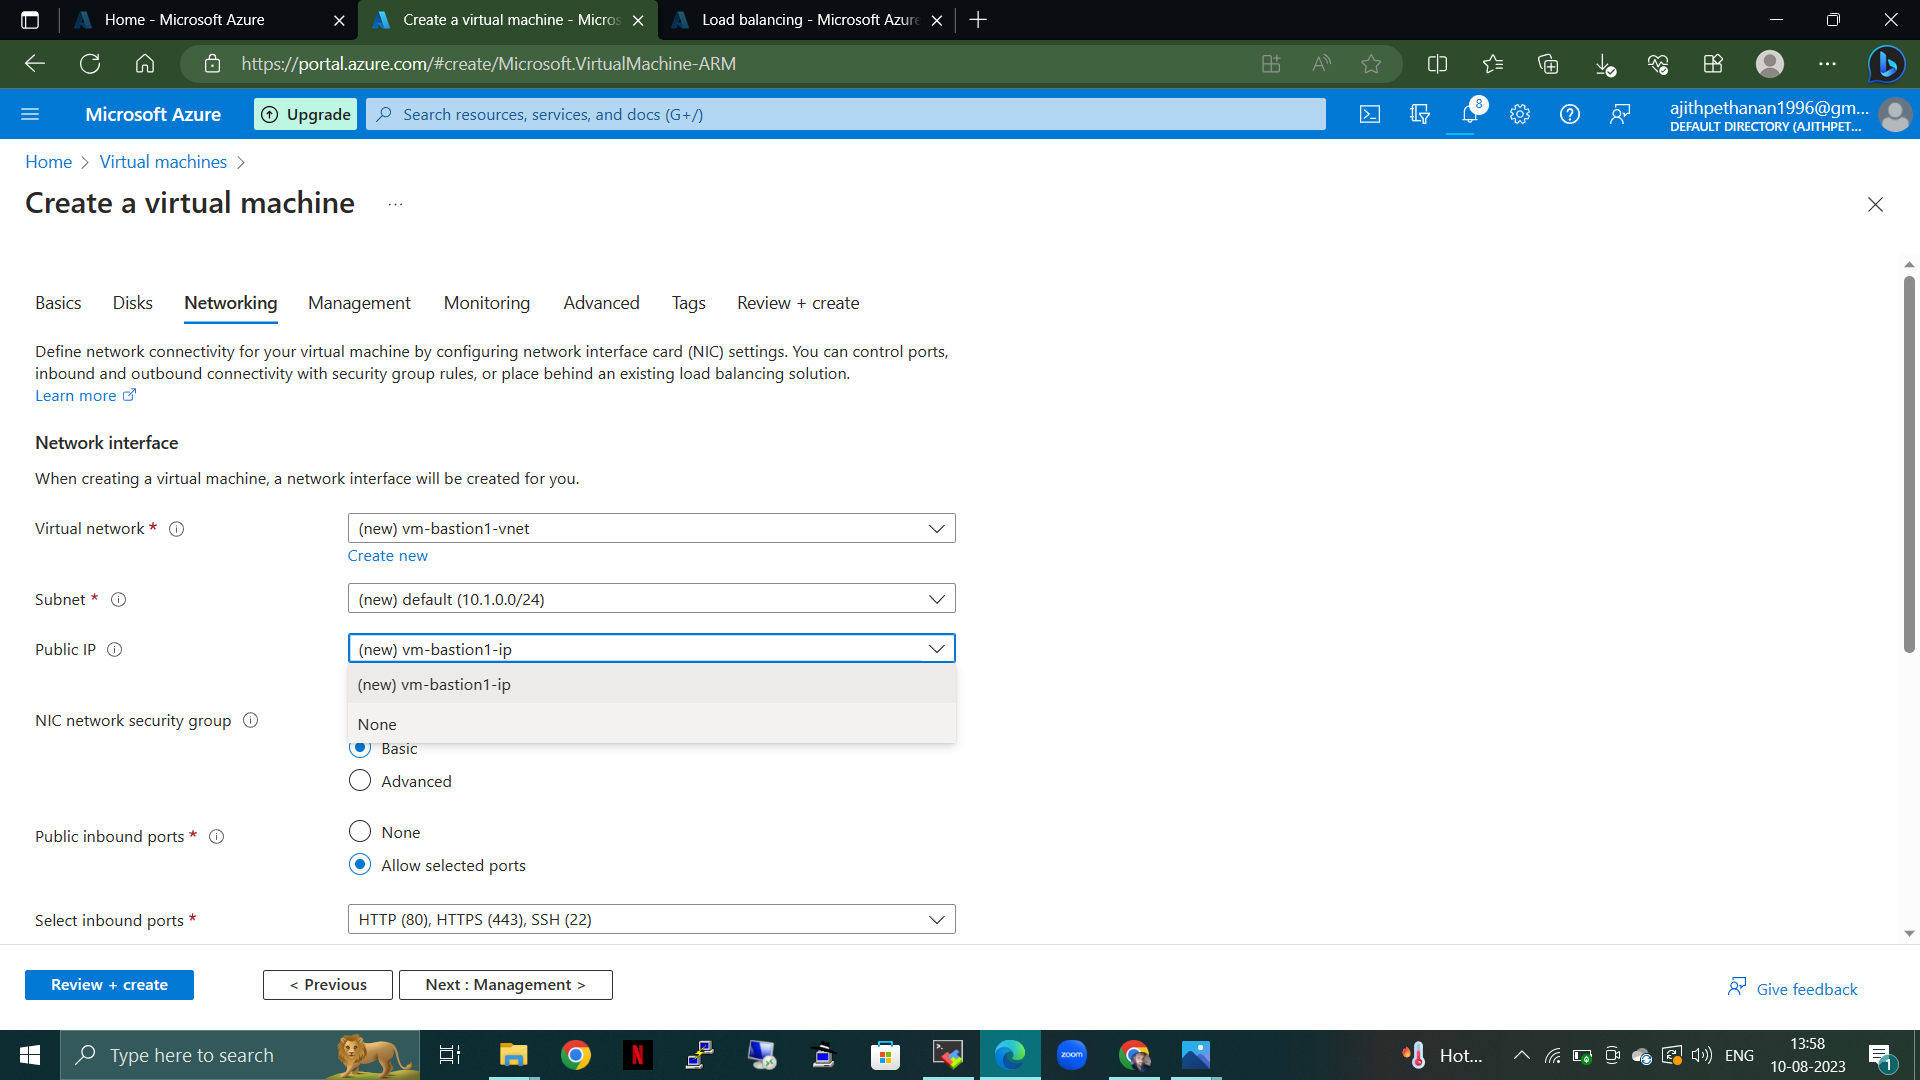 Home - Microsoft Azure
Create a virtual machine - Micros
Load balancing - Microsoft Azure
https://portal.azure.com/#create/Microsoft.VirtualMachine-ARM
Microsoft Azure
Upgrade
Search resources, services, and docs (G+/)
8
ajithpethanan1996@gm...
DEFAULT DIRECTORY (AJITHPET...
Home
Virtual machines
Create a virtual machine
...
Basics
Disks
Networking
Management
Monitoring
Advanced
Tags
Review + create
Define network connectivity for your virtual machine by configuring network interface card (NIC) settings. You can control ports,
inbound and outbound connectivity with security group rules, or place behind an existing load balancing solution.
Learn more
Network interface
When creating a virtual machine, a network interface will be created for you.
Virtual network *
(new) vm-bastion1-vnet
Create new
Subnet *
(new) default (10.1.0.0/24)
Public IP
(new) vm-bastion1-ip
(new) vm-bastion1-ip
None
NIC network security group
Basic
Advanced
Public inbound ports *
None
Allow selected ports
Select inbound ports *
HTTP (80), HTTPS (443), SSH (22)
Review + create
< Previous
Next : Management >
Give feedback
Type here to search
zoom
Hot...
ENG
13:58
10-08-2023
1